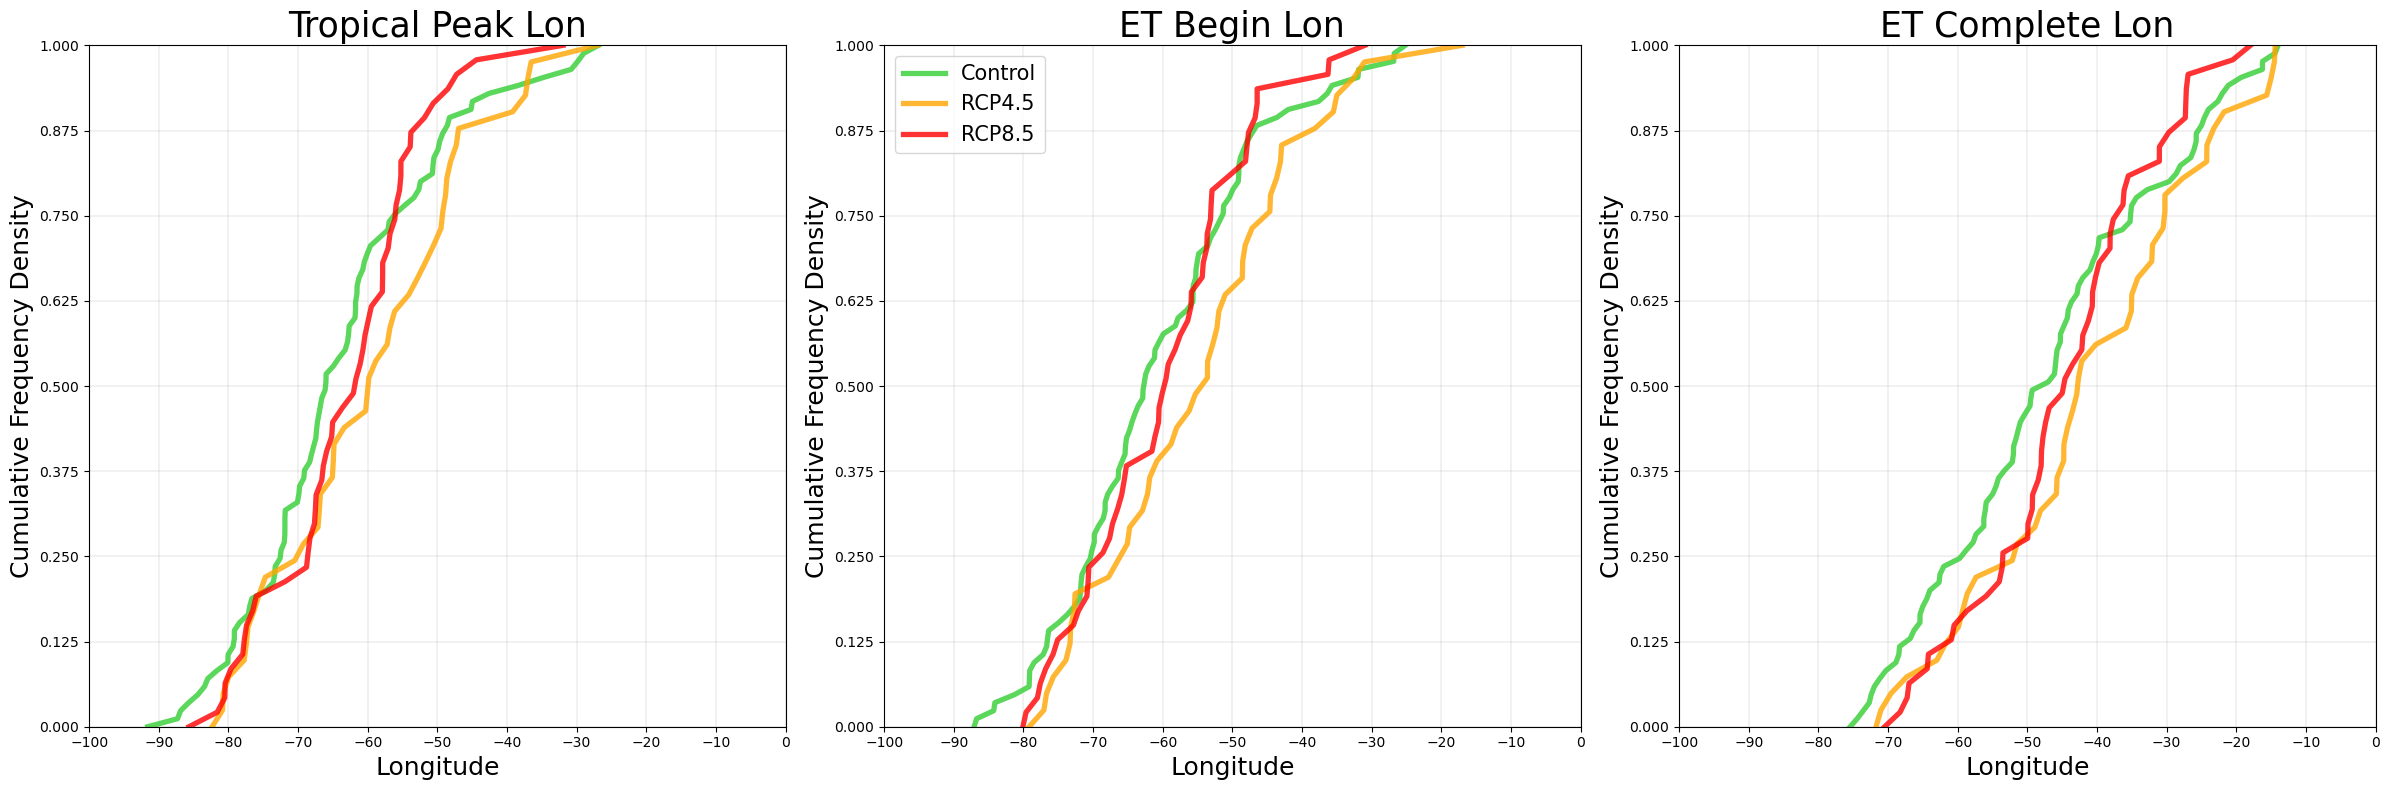 Tropical Peak Lon
ET Begin Lon
ET Complete Lon
Cumulative Frequency Density
1.000
0.875
0.750
0.625
0.500
0.375
0.250
0.125
0.000
−100 −90 −80 −70 −60 −50 −40 −30 −20 −10 0
Longitude
Cumulative Frequency Density
1.000
0.875
0.750
0.625
0.500
0.375
0.250
0.125
0.000
Control
RCP4.5
RCP8.5
−100 −90 −80 −70 −60 −50 −40 −30 −20 −10 0
Longitude
Cumulative Frequency Density
1.000
0.875
0.750
0.625
0.500
0.375
0.250
0.125
0.000
−100 −90 −80 −70 −60 −50 −40 −30 −20 −10 0
Longitude